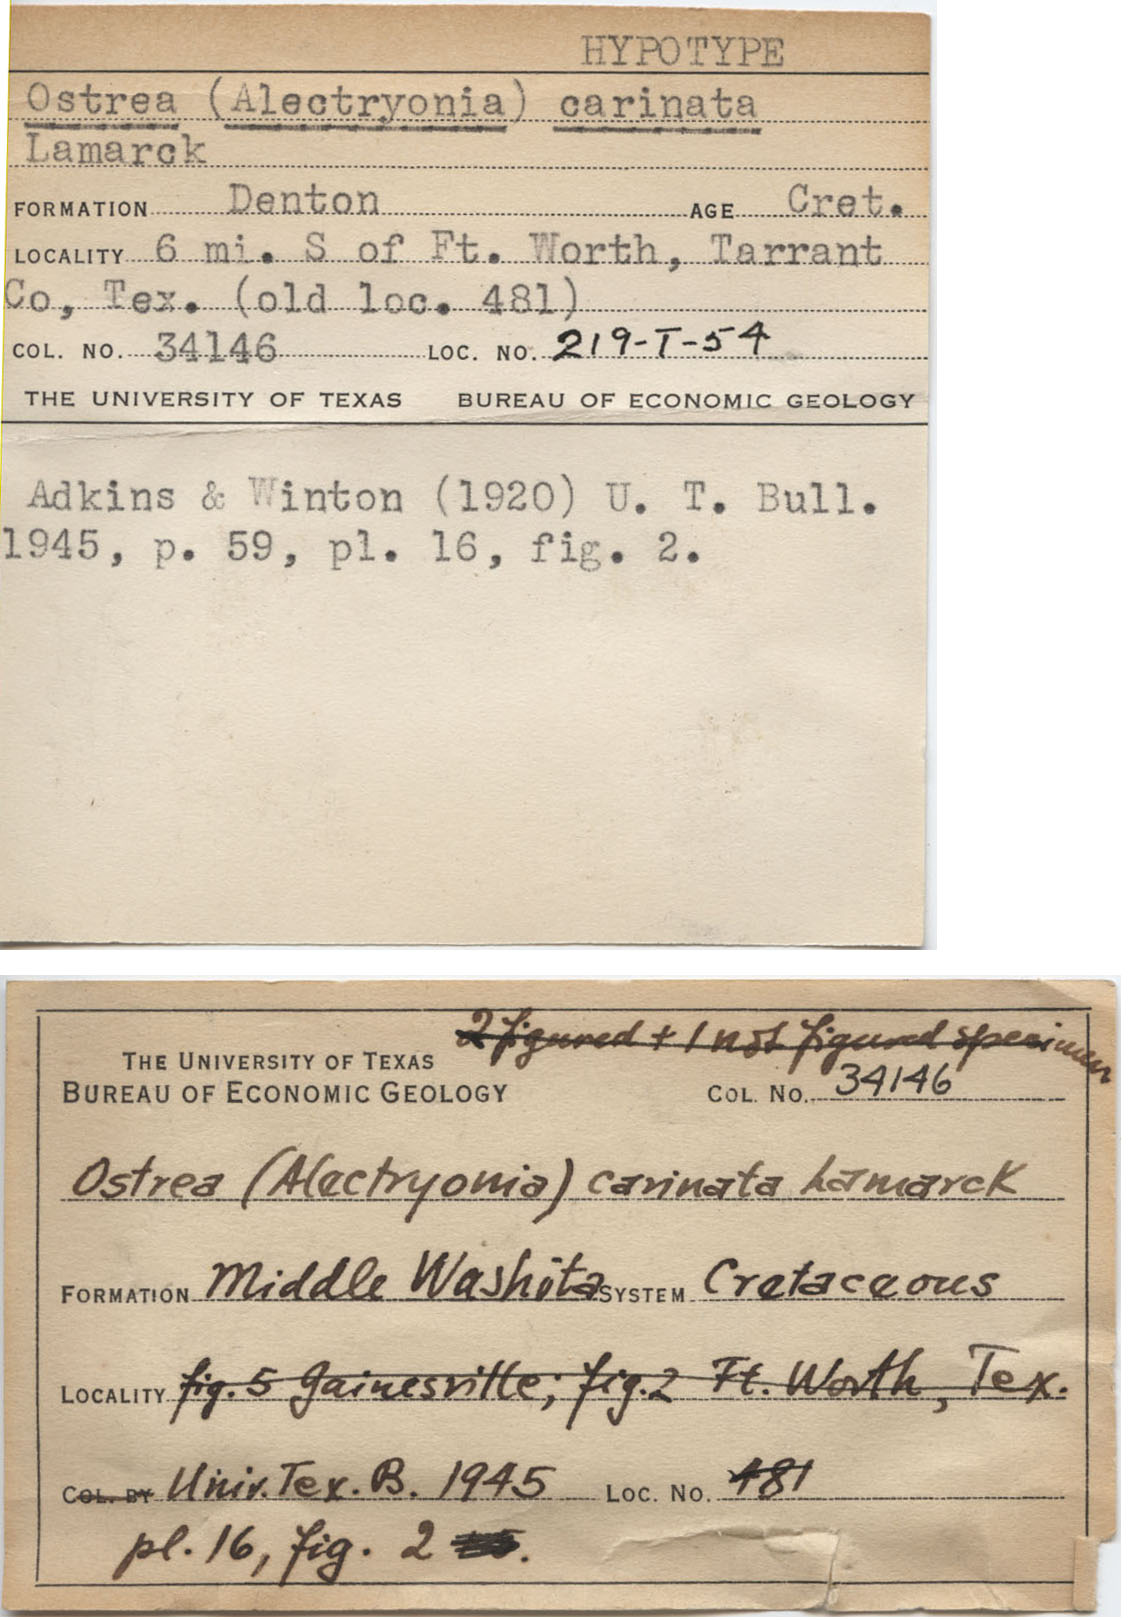 HYPOTYPE
Ostrea (Alectryonia) carinata
Lamarck
FORMATION Denton AGE Cret.
LOCALITY 6 mi. S of Ft. Worth, Tarrant
Co, Tex. (old loc. 481)
COL. NO. 34146 LOC. NO. 219-T-54
THE UNIVERSITY OF TEXAS BUREAU OF ECONOMIC GEOLOGY
Adkins & Winton (1920) U. T. Bull.
1945, p. 59, pl. 16, fig. 2.
2 figured + 1 not figured specimen
THE UNIVERSITY OF TEXAS
BUREAU OF ECONOMIC GEOLOGY COL. NO. 34146
Ostrea (Alectryonia) carinata Lamarck
FORMATION Middle Washita SYSTEM Cretaceous
LOCALITY fig. 5 Gainesville; fig. 2 Ft. Worth, Tex.
COL. BY Univ. Tex. B. 1945 LOC. NO. 481
pl. 16, fig. 2 .